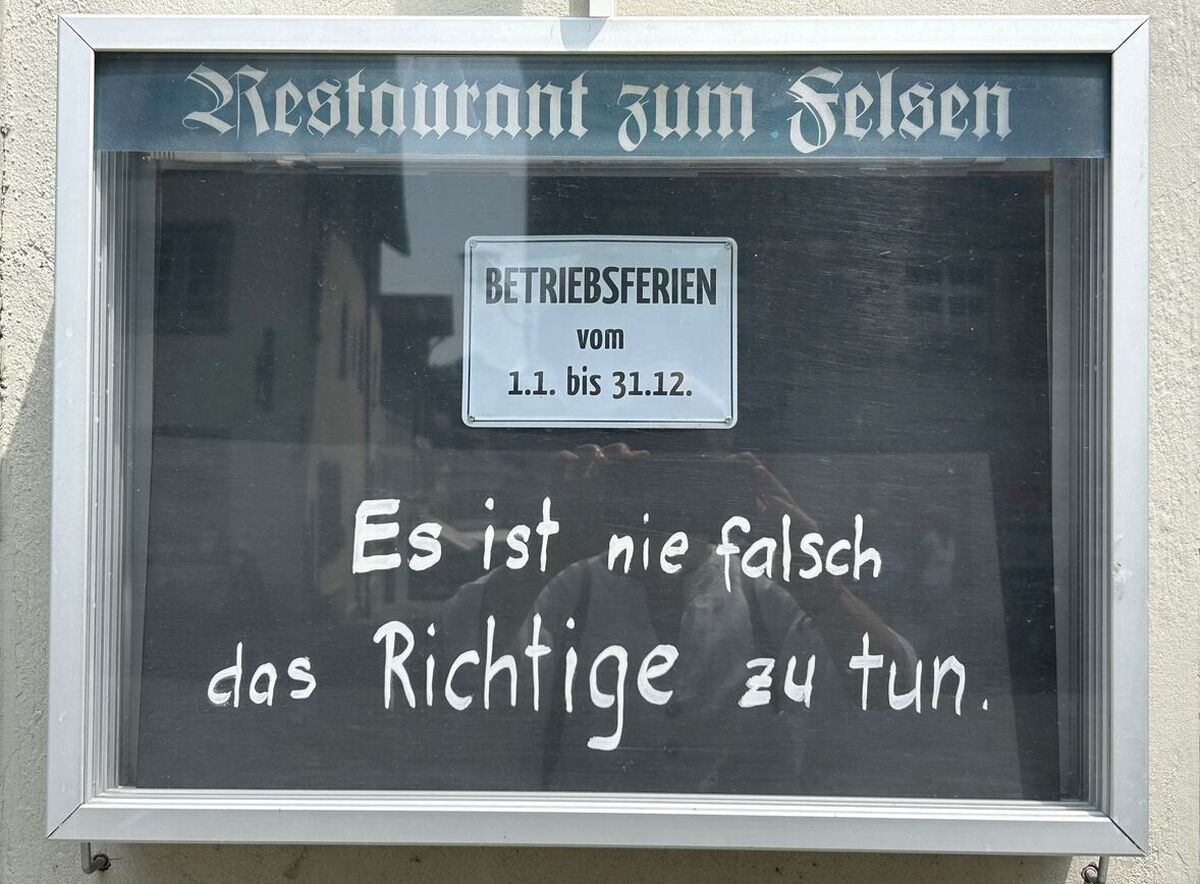 Restaurant zum Felsen
BETRIEBSFERIEN
vom
1.1. bis 31.12.
Es ist nie falsch
das Richtige zu tun.